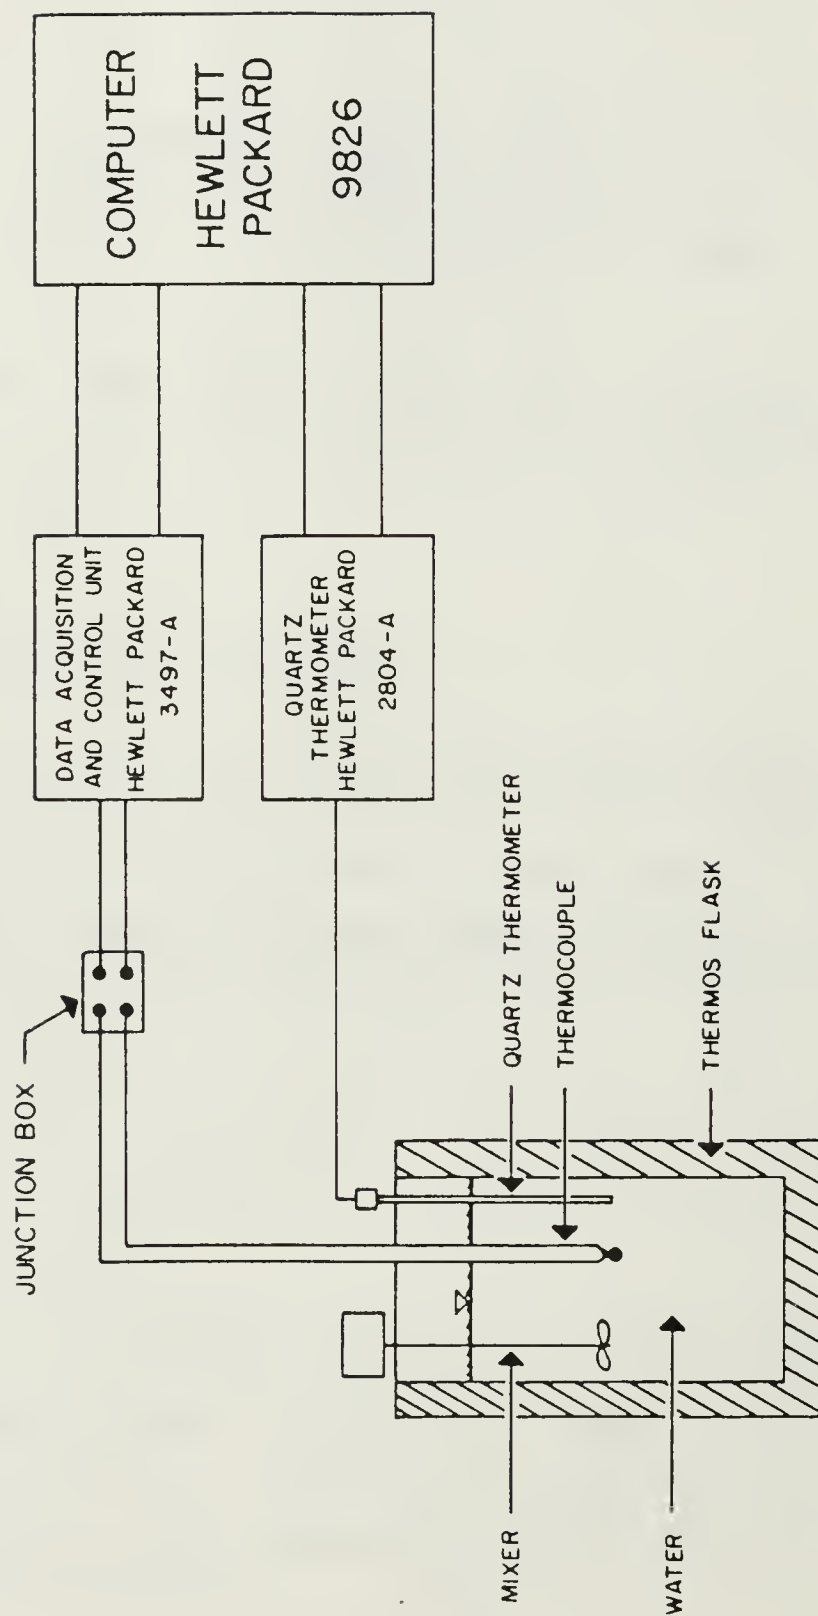 COMPUTER
HEWLETT
PACKARD
9826
DATA ACQUISITION
AND CONTROL UNIT
HEWLETT PACKARD
3497-A
QUARTZ
THERMOMETER
HEWLETT PACKARD
2804-A
JUNCTION BOX
QUARTZ THERMOMETER
THERMOCOUPLE
THERMOS FLASK
MIXER
WATER